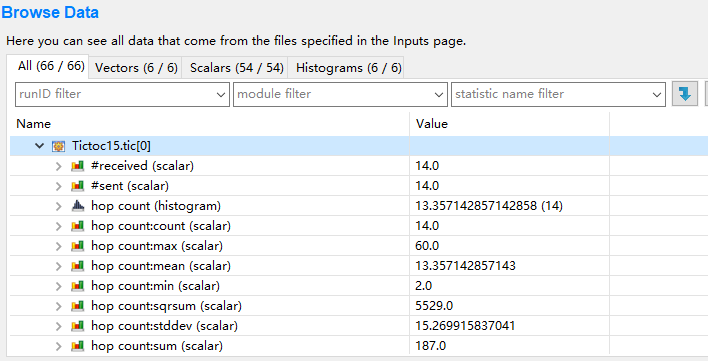 Browse Data
Here you can see all data that come from the files specified in the Inputs page.
All (66 / 66) Vectors (6 / 6) Scalars (54 / 54) Histograms (6 / 6)
runID filter module filter statistic name filter
Name Value
Tictoc15.tic[0]
#received (scalar) 14.0
#sent (scalar) 14.0
hop count (histogram) 13.357142857142858 (14)
hop count:count (scalar) 14.0
hop count:max (scalar) 60.0
hop count:mean (scalar) 13.357142857143
hop count:min (scalar) 2.0
hop count:sqrsum (scalar) 5529.0
hop count:stddev (scalar) 15.269915837041
hop count:sum (scalar) 187.0